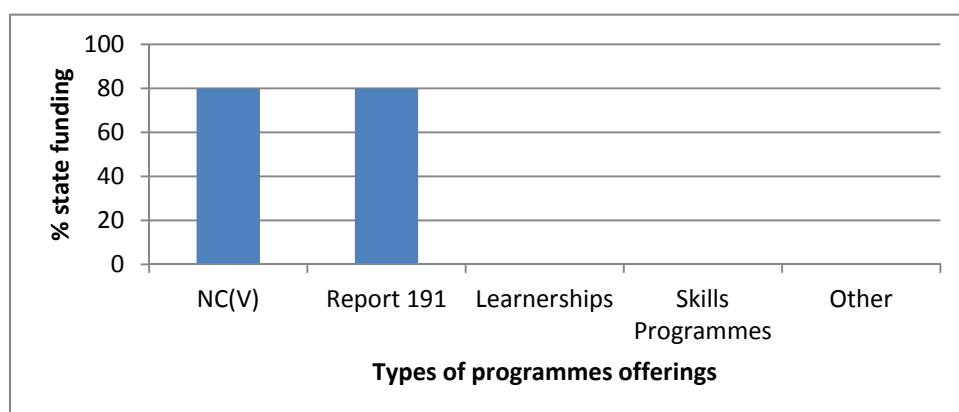 100
80
60
40
20
0
% state funding
NC(V)
Report 191
Learnerships
Skills
Programmes
Other
Types of programmes offerings